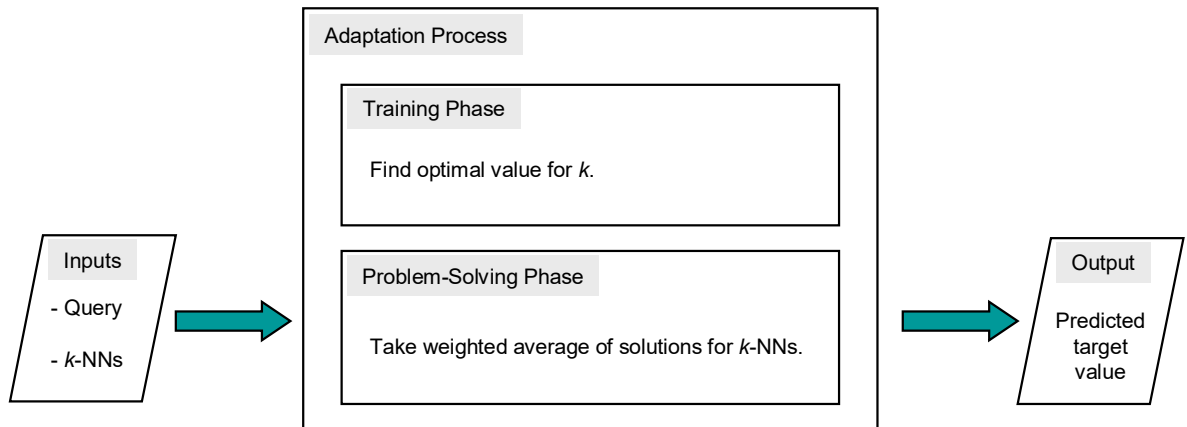 Adaptation Process
Training Phase
Find optimal value for k.
Inputs
- Query
- k-NNs
Problem-Solving Phase
Take weighted average of solutions for k-NNs.
Output
Predicted
target
value